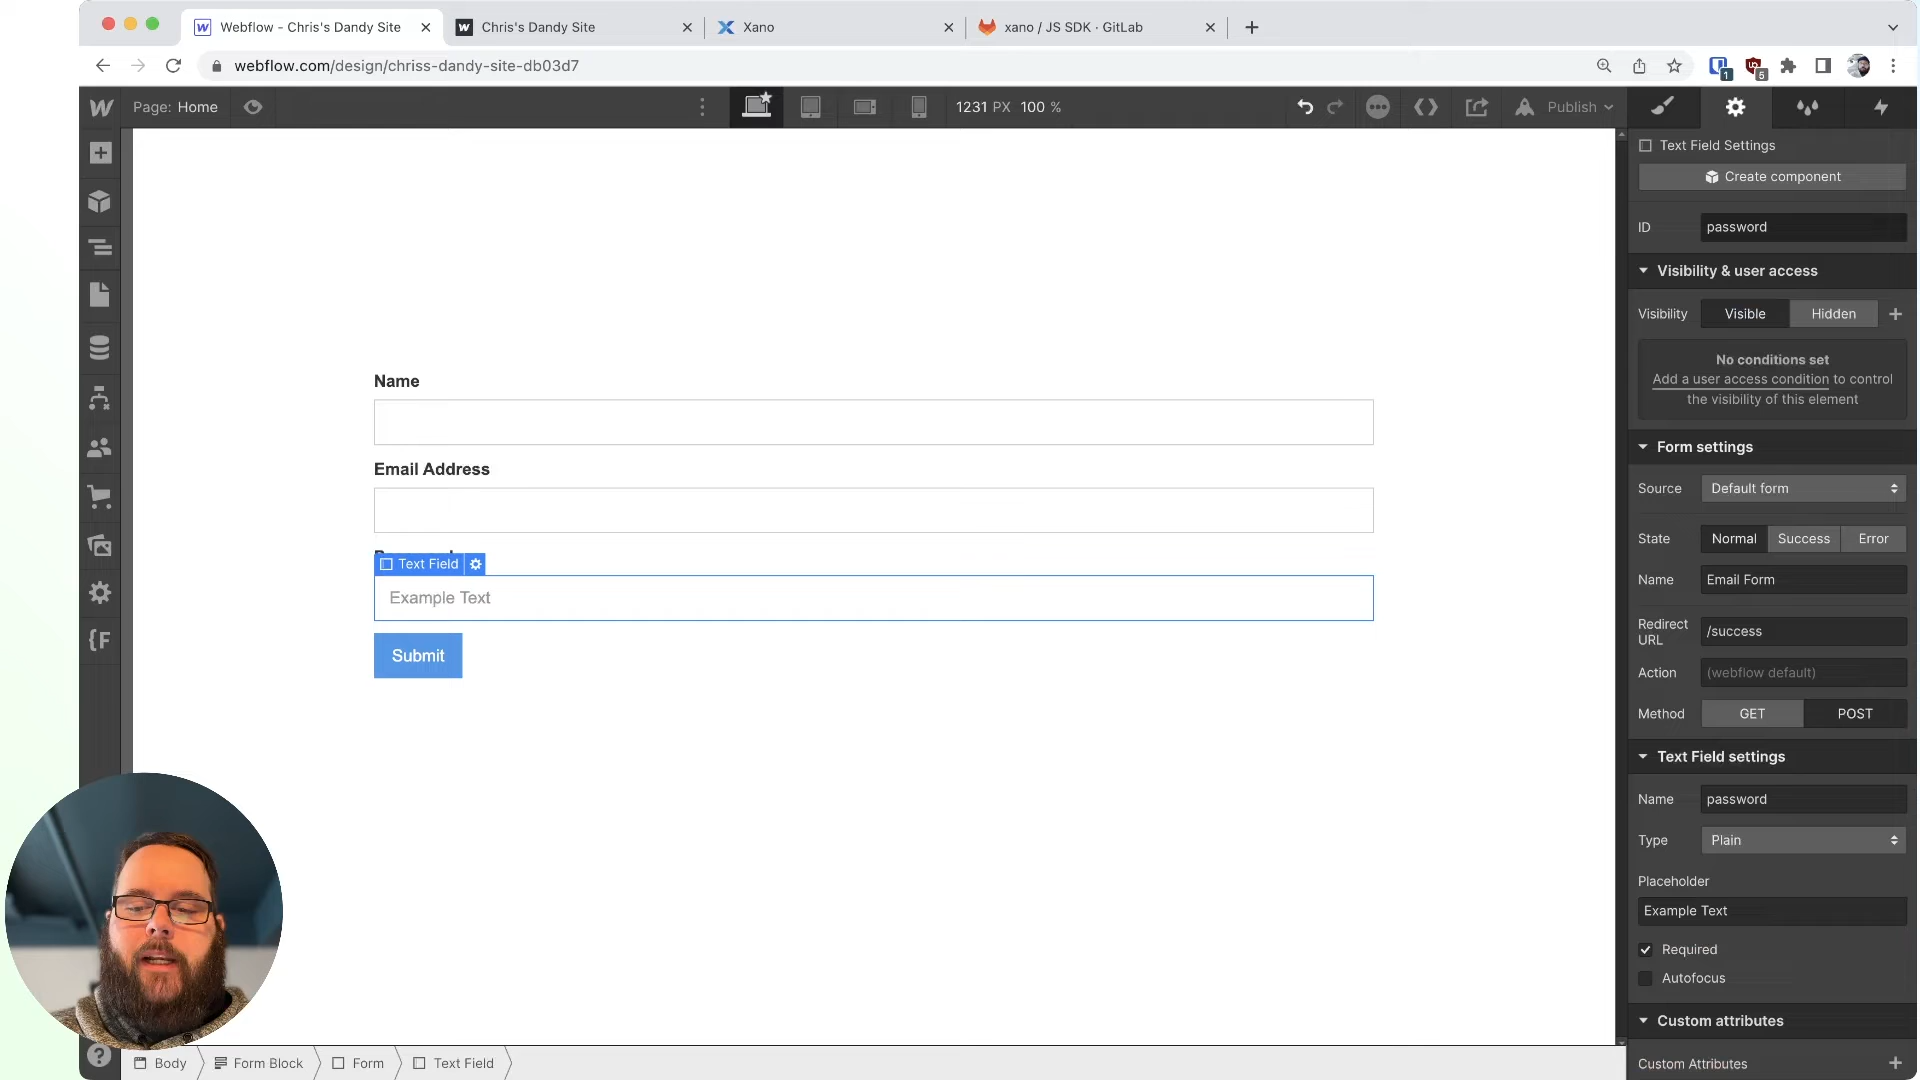 Webflow - Chris's Dandy Site
Chris's Dandy Site
Xano
xano / JS SDK · GitLab
webflow.com/design/chriss-dandy-site-db03d7
1
5
Page: Home
1231 PX 100 %
Publish
Text Field Settings
Create component
ID
password
Visibility & user access
Visibility
Visible
Hidden
No conditions set
Add a user access condition to control
the visibility of this element
Name
Email Address
Text Field
Example Text
Submit
Form settings
Source
Default form
State
Normal
Success
Error
Name
Email Form
Redirect
URL
/success
Action
(webflow default)
Method
GET
POST
Text Field settings
Name
password
Type
Plain
Placeholder
Example Text
Required
Autofocus
Custom attributes
Custom Attributes
Body
Form Block
Form
Text Field